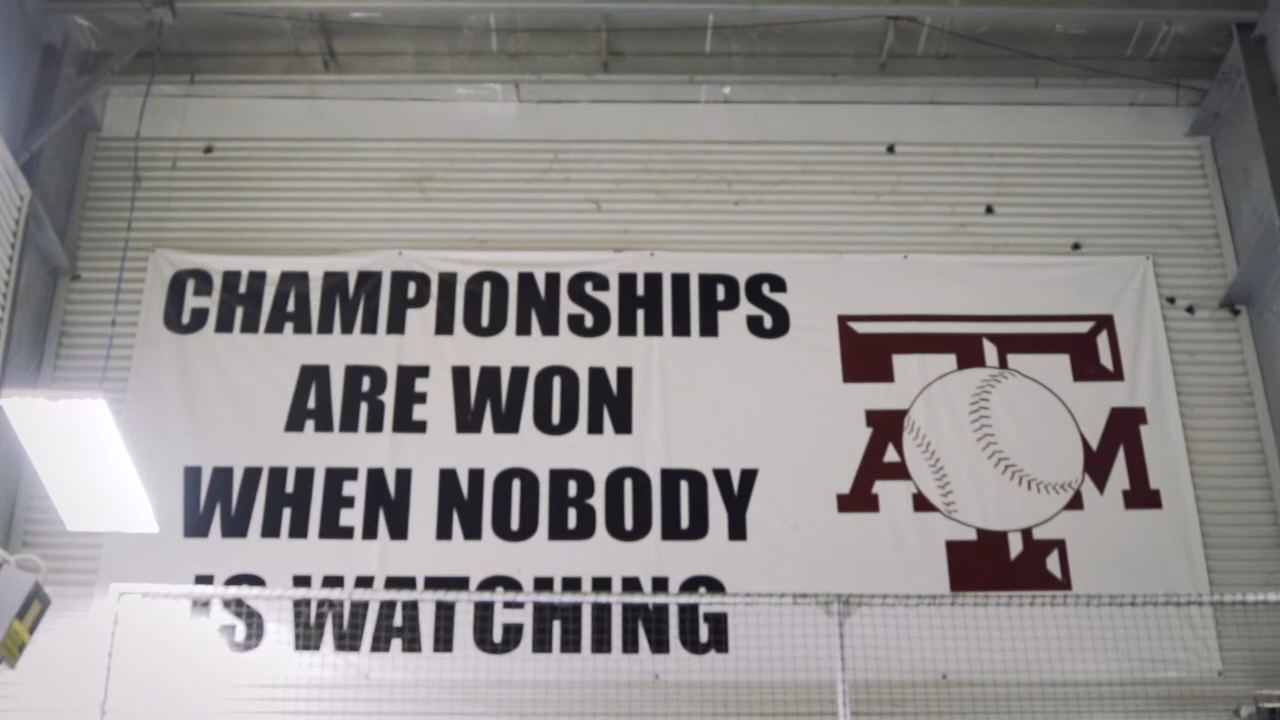 CHAMPIONSHIPS
ARE WON
WHEN NOBODY
IS WATCHING
ATM